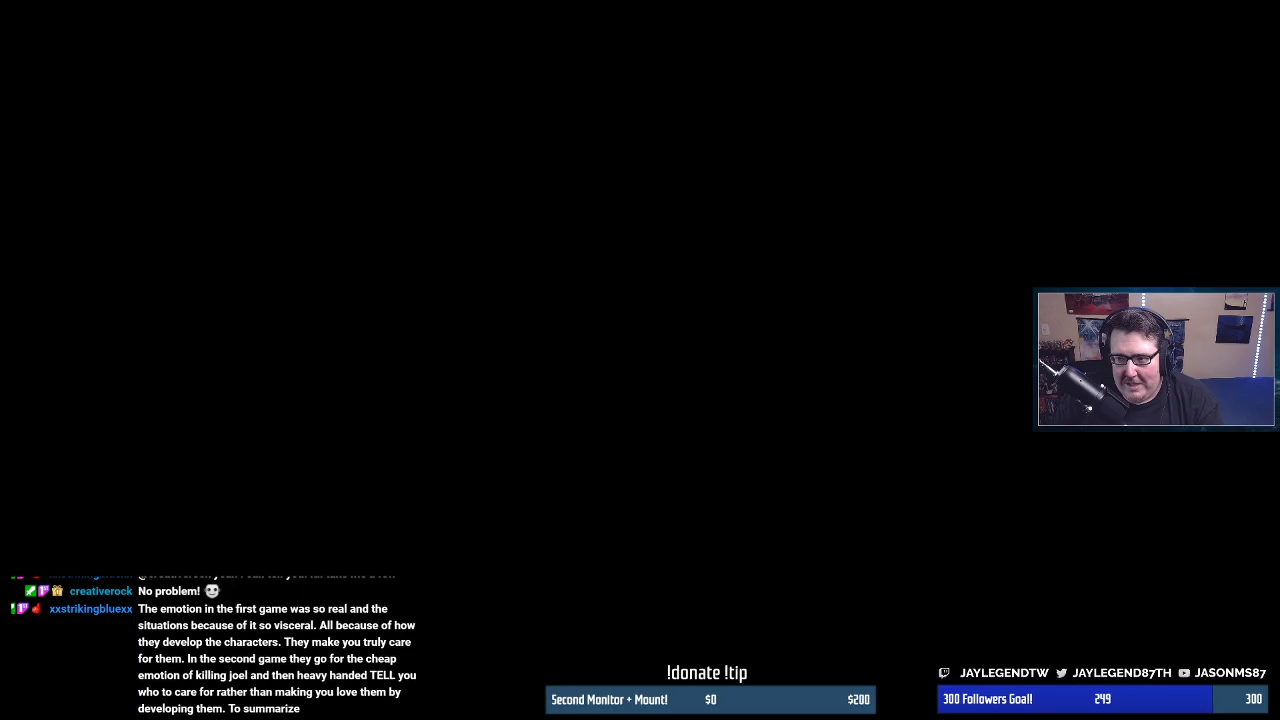 creativerock No problem!
xxstrikingbluexx The emotion in the first game was so real and the
situations because of it so visceral. All because of how
they develop the characters. They make you truly care
for them. In the second game they go for the cheap
emotion of killing joel and then heavy handed TELL you
who to care for rather than making you love them by
developing them. To summarize
!donate !tip
Second Monitor + Mount! $0 $200
JAYLEGENDTW JAYLEGEND87TH JASONMS87
300 Followers Goal! 249 300